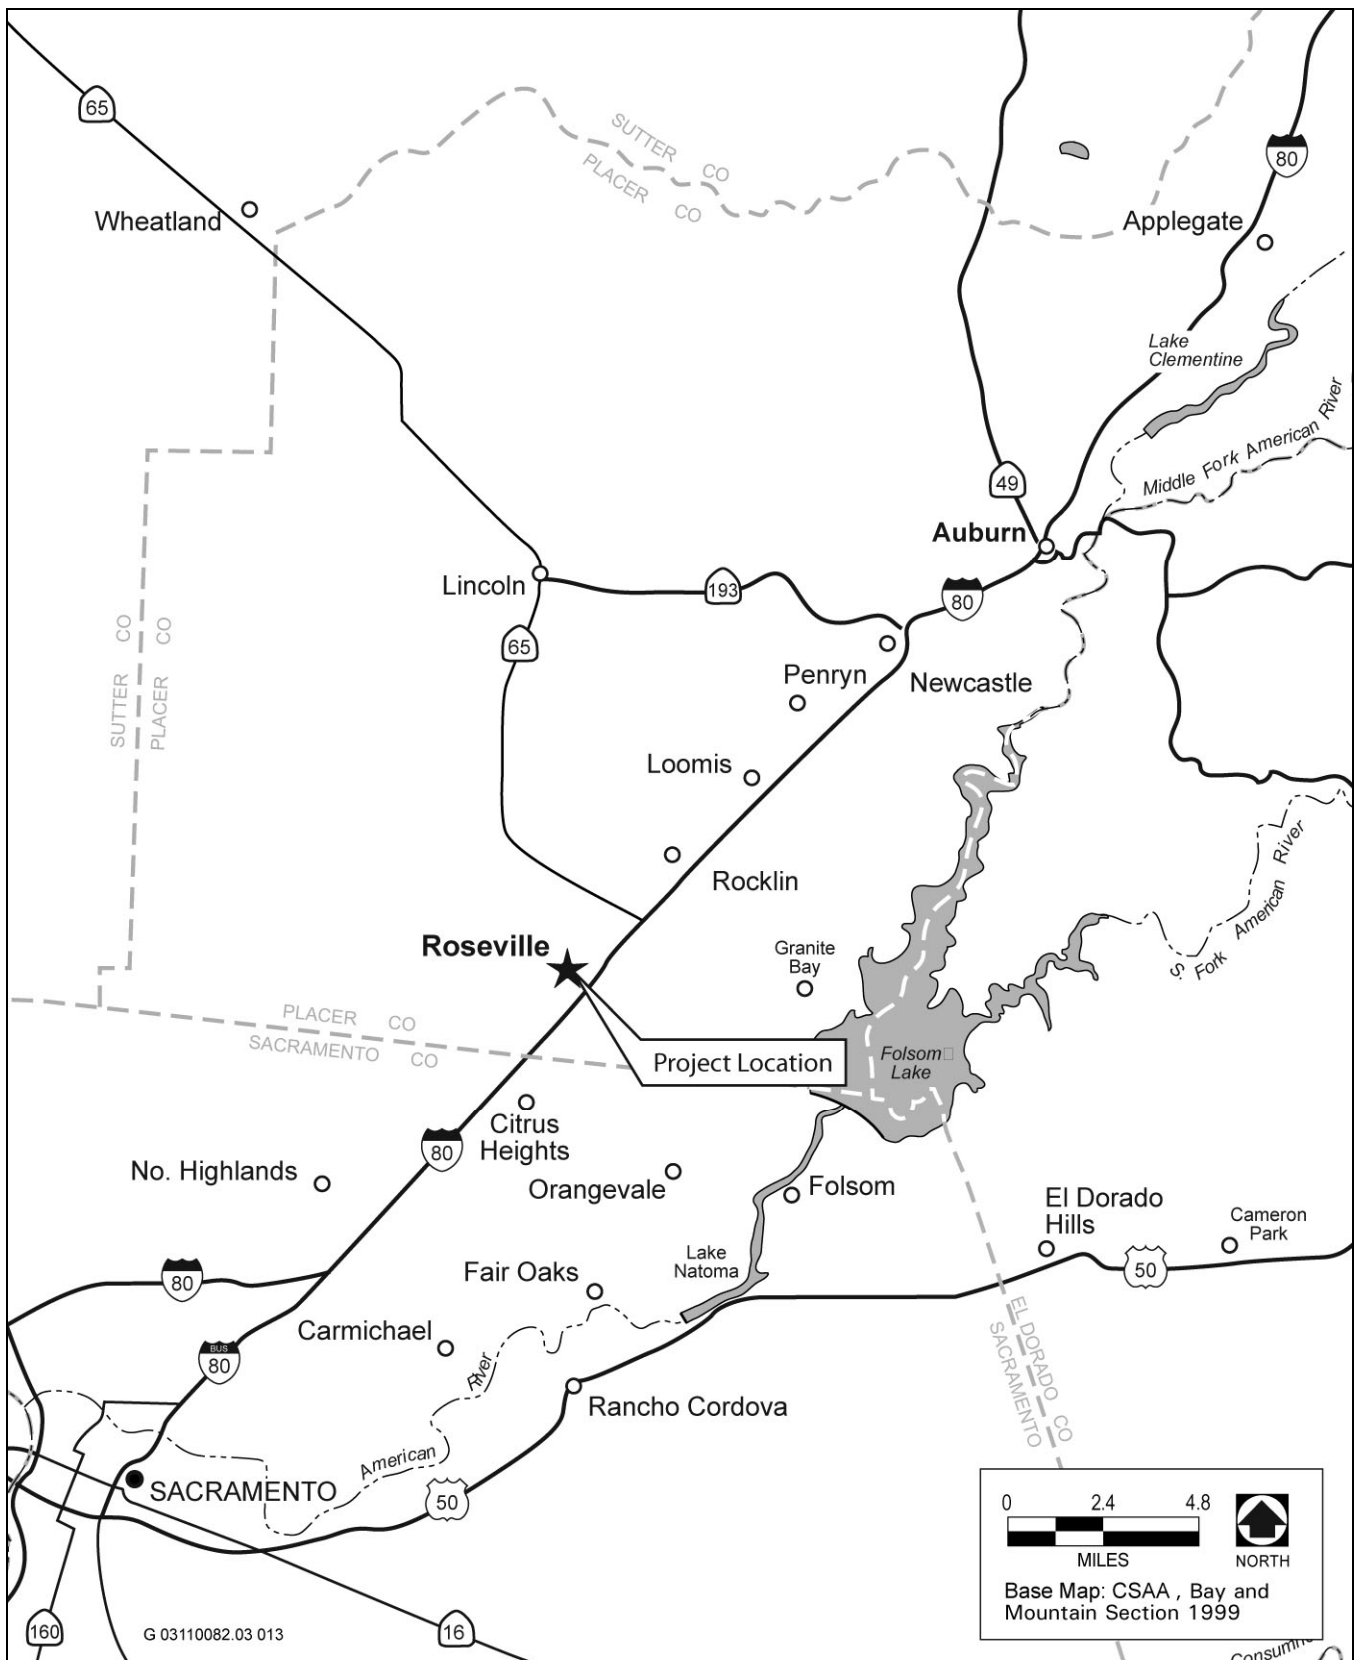 65
SUTTER CO
PLACER CO
80
Wheatland
Applegate
Lake
Clementine
Middle Fork American River
49
Auburn
Lincoln
193
80
65
SUTTER CO
PLACER CO
Penryn
Newcastle
Loomis
Rocklin
S. Fork American River
Roseville
Granite
Bay
PLACER CO
SACRAMENTO CO
Project Location
Folsom
Lake
Citrus
Heights
80
No. Highlands
Orangevale
Folsom
El Dorado
Hills
Cameron
Park
Lake
Natoma
50
80
Fair Oaks
Carmichael
BUS
80
EL DORADO CO
SACRAMENTO
River
Rancho Cordova
American
SACRAMENTO
50
0 2.4 4.8
MILES
NORTH
Base Map: CSAA , Bay and
Mountain Section 1999
160
G 03110082.03 013
16